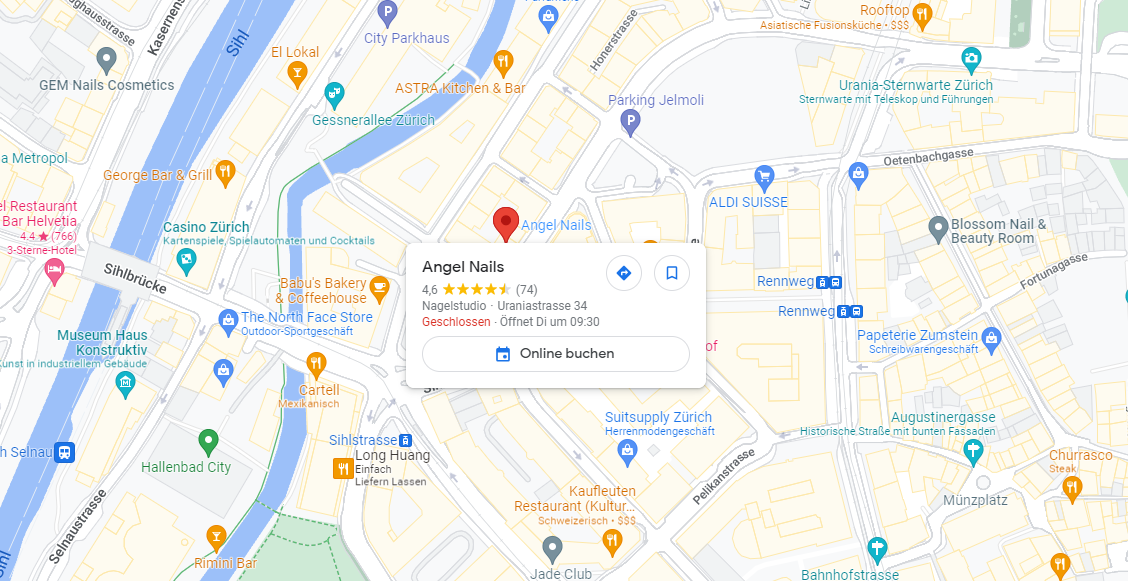 Kasernens
Sihl
City Parkhaus
Honerstrasse
Rooftop
Asiatische Fusionsküche • $$$
GEM Nails Cosmetics
El Lokal
ASTRA Kitchen & Bar
Urania-Sternwarte Zürich
Sternwarte mit Teleskop und Führungen
Gessnerallee Zürich
Parking Jelmoli
a Metropol
George Bar & Grill
Oetenbachgasse
el Restaurant
Bar Helvetia
4.4 ★ (766)
3-Sterne-Hotel
ALDI SUISSE
Casino Zürich
Kartenspiele, Spielautomaten und Cocktails
Angel Nails
Blossom Nail &
Beauty Room
Fortunagasse
Sihlbrücke
Babu's Bakery
& Coffeehouse
Angel Nails
4,6 ★★★★★ (74)
Nagelstudio · Uraniastrasse 34
Geschlossen · Öffnet Di um 09:30
Online buchen
Rennweg
Rennweg
The North Face Store
Outdoor-Sportgeschäft
Museum Haus
Konstruktiv
Kunst in industriellem Gebäude
of
Papeterie Zumstein
Schreibwarengeschäft
Cartell
Mexikanisch
Suitsupply Zürich
Herrenmodengeschäft
Augustinergasse
Historische Straße mit bunten Fassaden
Sihlstrasse
Long Huang
Einfach
Liefern Lassen
h Selnau
Hallenbad City
Pelikanstrasse
Churrasco
Steak
Münzplatz
Kaufleuten
Restaurant (Kultur...
Schweizerisch • $$$
Selnaustrasse
Rimini Bar
Jade Club
Bahnhofstrasse
Sihl